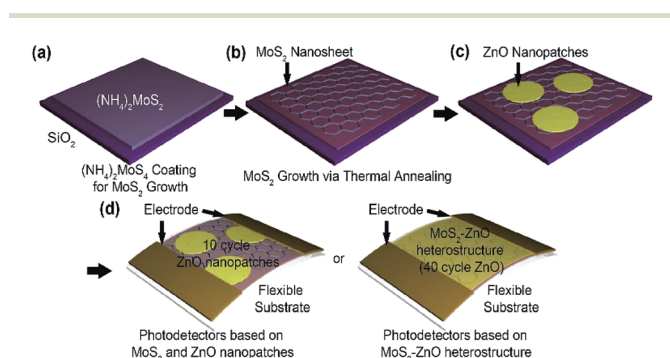 (a)
(NH₄)₂MoS₂
SiO₂
(NH₄)₂MoS₄ Coating
for MoS₂ Growth
(b)
MoS₂ Nanosheet
MoS₂ Growth via Thermal Annealing
(c)
ZnO Nanopatches
(d)
Electrode
10 cycle
ZnO nanopatches
Flexible
Substrate
Photodetectors based on
MoS₂ and ZnO nanopatches
or
Electrode
MoS₂-ZnO
heterostructure
(40 cycle ZnO)
Flexible
Substrate
Photodetectors based on
MoS₂-ZnO heterostructure